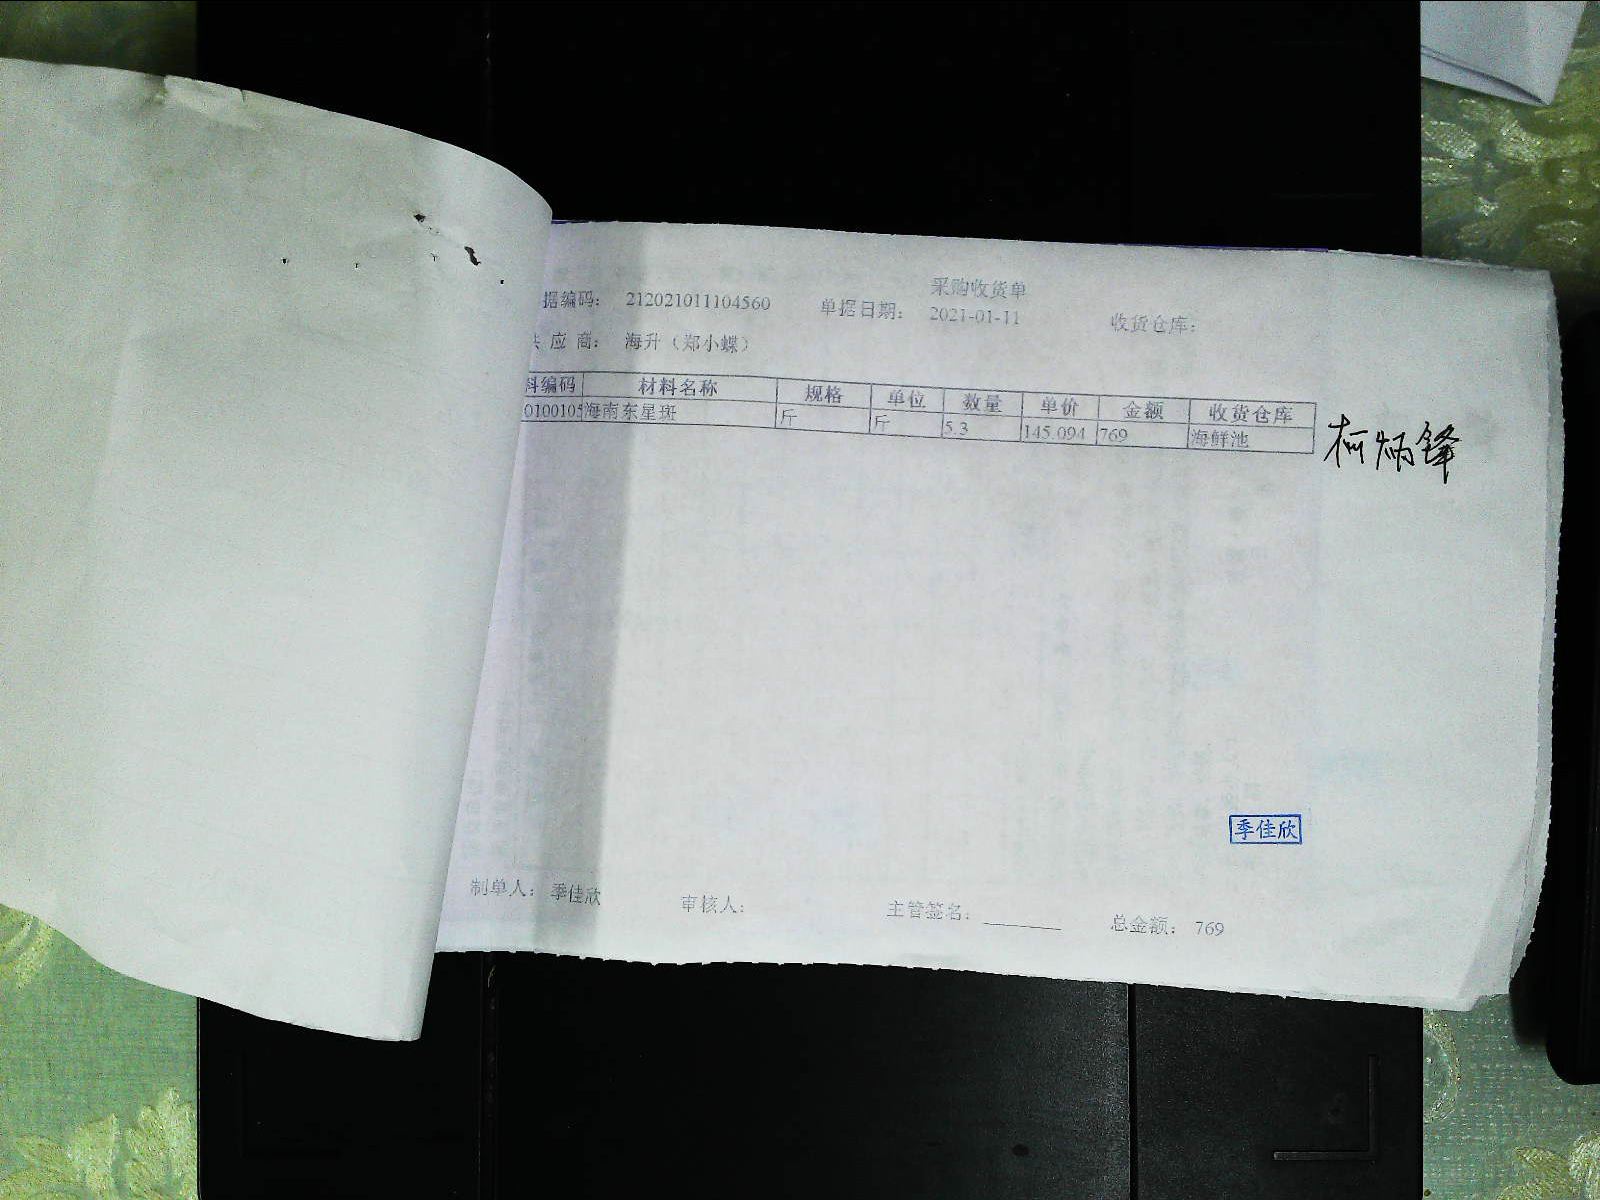 采购收货单
据编码： 212021011104560 单据日期： 2021-01-11 收货仓库：
供 应 商： 海升（郑小蝶）
料编码 材料名称 规格 单位 数量 单价 金额 收货仓库
0100105 海南东星斑 斤 斤 5.3 145.094 769 海鲜池
柯炳锋
季佳欣
制单人： 季佳欣 审核人： 主管签名： 总金额： 769